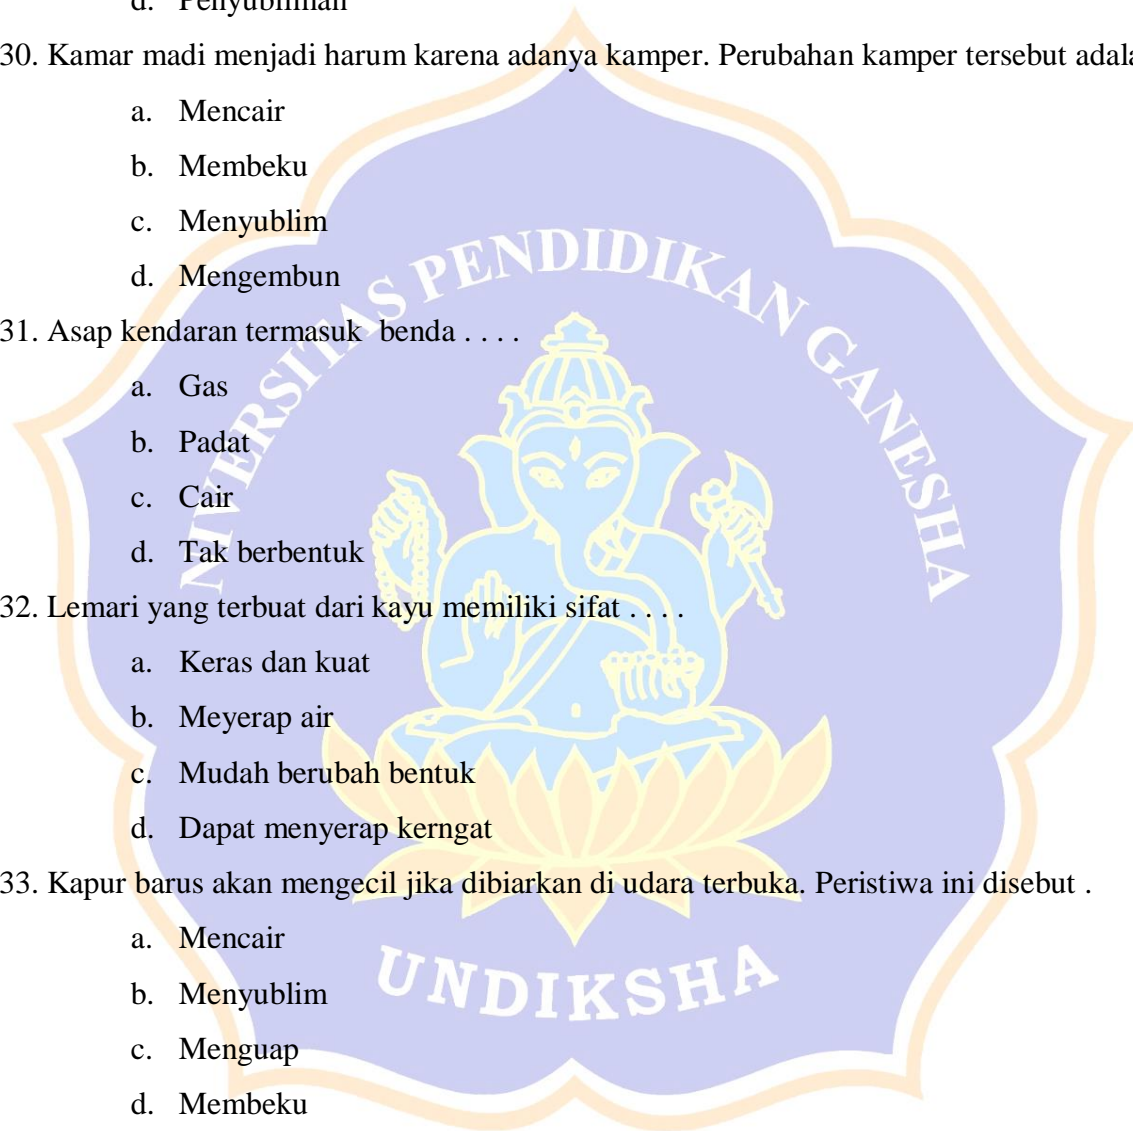 d. Penyubliman
30. Kamar madi menjadi harum karena adanya kamper. Perubahan kamper tersebut adala
a. Mencair
b. Membeku
c. Menyublim
d. Mengembun
31. Asap kendaran termasuk benda . . . .
a. Gas
b. Padat
c. Cair
d. Tak berbentuk
32. Lemari yang terbuat dari kayu memiliki sifat . . . .
a. Keras dan kuat
b. Meyerap air
c. Mudah berubah bentuk
d. Dapat menyerap kerngat
33. Kapur barus akan mengecil jika dibiarkan di udara terbuka. Peristiwa ini disebut .
a. Mencair
b. Menyublim
c. Menguap
d. Membeku
NIVERSITAS PENDIDIKAN GANESHA
UNDIKSHA